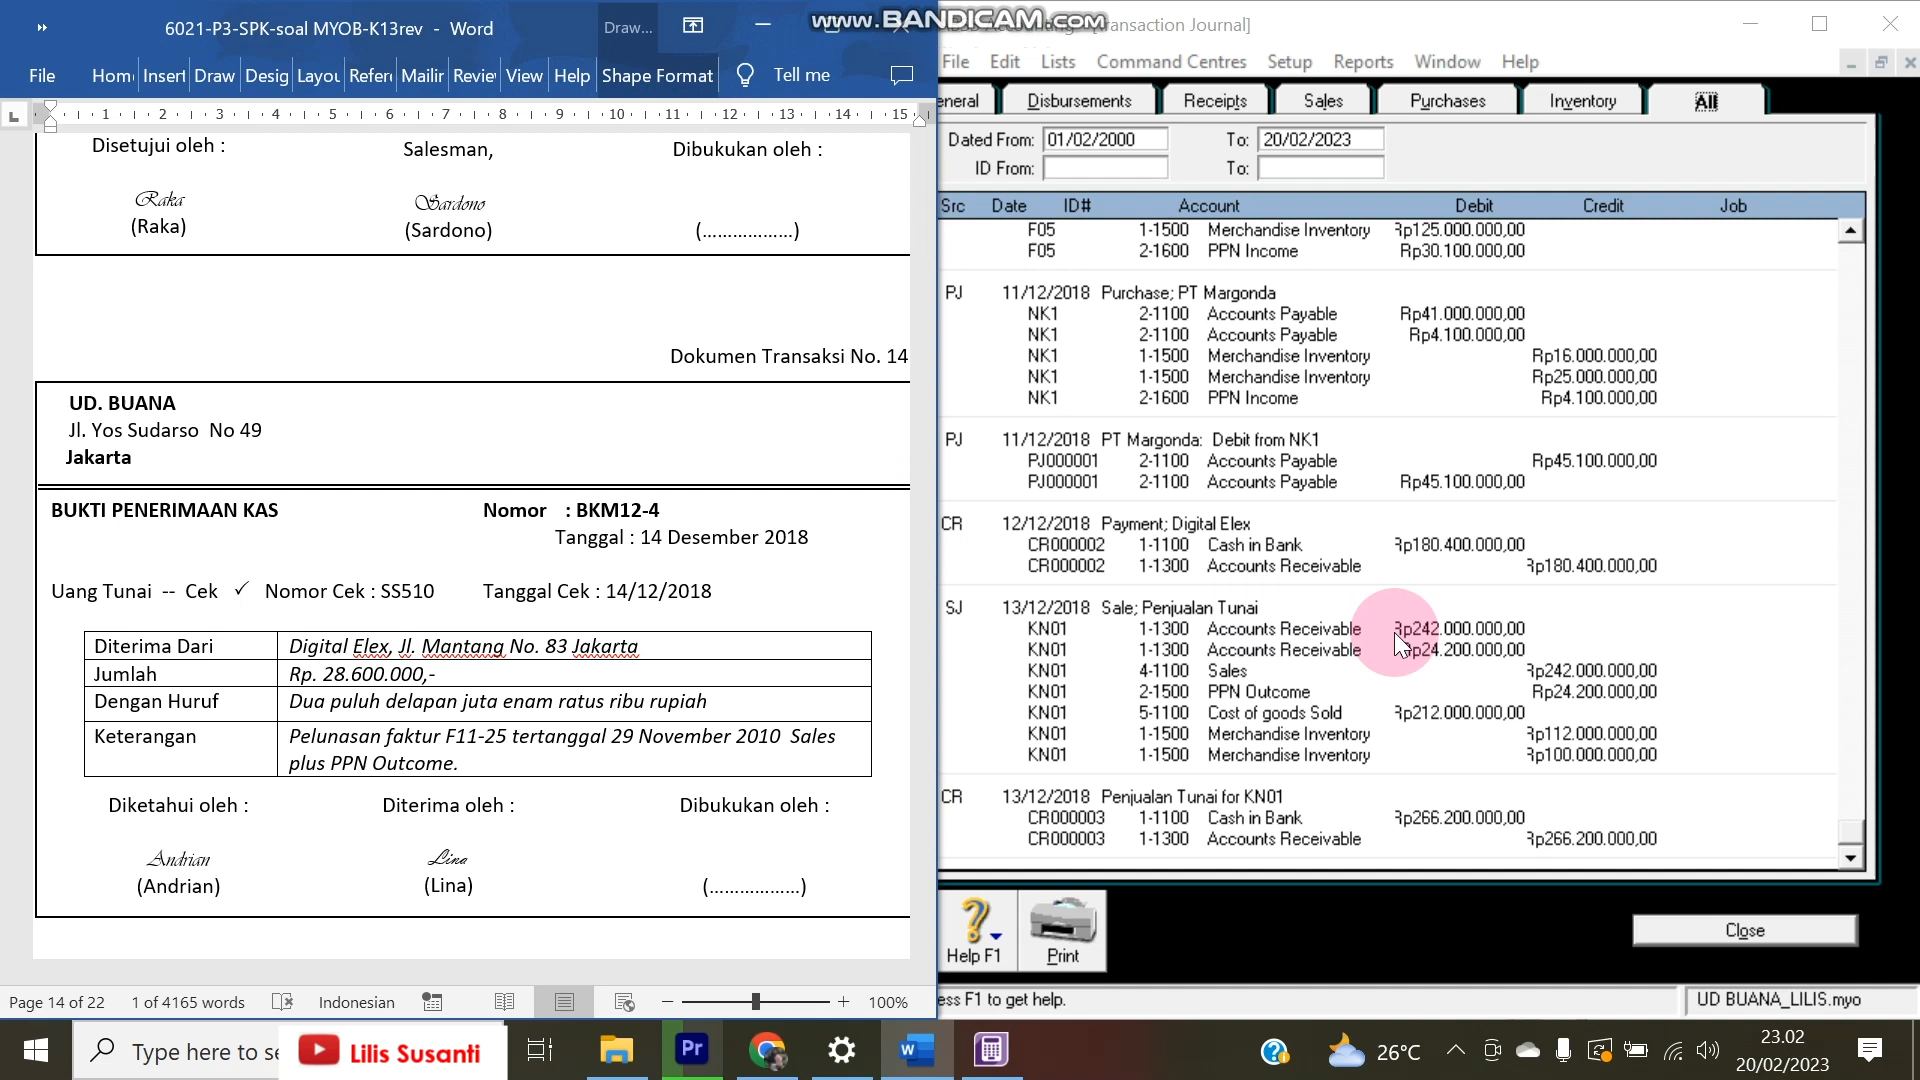 6021-P3-SPK-soal MYOB-K13rev - Word
Draw...
File Insert Draw Desig View Help Shape Format Tell me
1 2 3 4 5 6 7 8 9 10 11 12 13 14 15
Disetujui oleh :
Salesman,
Dibukukan oleh :
Raka
Sardono
(Raka)
(Sardono)
(..................)
Dokumen Transaksi No. 14
UD. BUANA
Jl. Yos Sudarso No 49
Jakarta
BUKTI PENERIMAAN KAS
Nomor : BKM12-4
Tanggal : 14 Desember 2018
Uang Tunai -- Cek ✓ Nomor Cek : SS510 Tanggal Cek : 14/12/2018
Diterima Dari Digital Elex, Jl. Mantang No. 83 Jakarta
Jumlah Rp. 28.600.000,-
Dengan Huruf Dua puluh delapan juta enam ratus ribu rupiah
Keterangan Pelunasan faktur F11-25 tertanggal 29 November 2010 Sales
plus PPN Outcome.
Diketahui oleh :
Diterima oleh :
Dibukukan oleh :
Andrian
Lina
(Andrian)
(Lina)
(..................)
Page 14 of 22 1 of 4165 words Indonesian 100%
www.BANDICAM.com
Accounting - [Transaction Journal]
File Edit Lists Command Centres Setup Reports Window Help
eneral Disbursements Receipts Sales Purchases Inventory All
Dated From: 01/02/2000 To: 20/02/2023
ID From: To:
Src Date ID# Account Debit Credit Job
F05 1-1500 Merchandise Inventory Rp125.000.000,00
F05 2-1600 PPN Income Rp30.100.000,00
PJ 11/12/2018 Purchase; PT Margonda
NK1 2-1100 Accounts Payable Rp41.000.000,00
NK1 2-1100 Accounts Payable Rp4.100.000,00
NK1 1-1500 Merchandise Inventory Rp16.000.000,00
NK1 1-1500 Merchandise Inventory Rp25.000.000,00
NK1 2-1600 PPN Income Rp4.100.000,00
PJ 11/12/2018 PT Margonda: Debit from NK1
PJ000001 2-1100 Accounts Payable Rp45.100.000,00
PJ000001 2-1100 Accounts Payable Rp45.100.000,00
CR 12/12/2018 Payment; Digital Elex
CR000002 1-1100 Cash in Bank Rp180.400.000,00
CR000002 1-1300 Accounts Receivable Rp180.400.000,00
SJ 13/12/2018 Sale; Penjualan Tunai
KN01 1-1300 Accounts Receivable Rp242.000.000,00
KN01 1-1300 Accounts Receivable Rp24.200.000,00
KN01 4-1100 Sales Rp242.000.000,00
KN01 2-1500 PPN Outcome Rp24.200.000,00
KN01 5-1100 Cost of goods Sold Rp212.000.000,00
KN01 1-1500 Merchandise Inventory Rp112.000.000,00
KN01 1-1500 Merchandise Inventory Rp100.000.000,00
CR 13/12/2018 Penjualan Tunai for KN01
CR000003 1-1100 Cash in Bank Rp266.200.000,00
CR000003 1-1300 Accounts Receivable Rp266.200.000,00
Help F1
Print
Close
ess F1 to get help.
UD BUANA_LILIS.myo
Type here to se
Lilis Susanti
Pr
26°C
23.02
20/02/2023